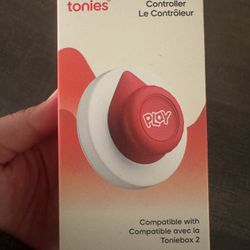 tonies®
Controller
Le Contrôleur
PLAY
Compatible with
Compatible avec la
Toniebox 2